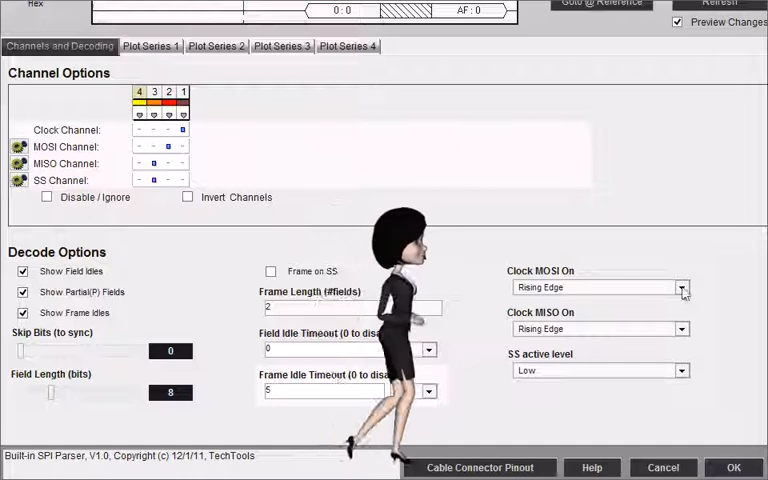 Hex
0 : 0
AF : 0
Goto @ Reference
Refresh
Preview Changes
Channels and Decoding
Plot Series 1
Plot Series 2
Plot Series 3
Plot Series 4
Channel Options
4 3 2 1
Clock Channel:
MOSI Channel:
MISO Channel:
SS Channel:
Disable / Ignore
Invert Channels
Decode Options
Show Field Idles
Show Partial(P) Fields
Show Frame Idles
Skip Bits (to sync)
0
Field Length (bits)
8
Frame on SS
Frame Length (#fields)
2
Field Idle Timeout (0 to disa
0
Frame Idle Timeout (0 to disa
5
Clock MOSI On
Rising Edge
Clock MISO On
Rising Edge
SS active level
Low
Built-in SPI Parser, V1.0, Copyright (c) 12/1/11, TechTools
Cable Connector Pinout
Help
Cancel
OK